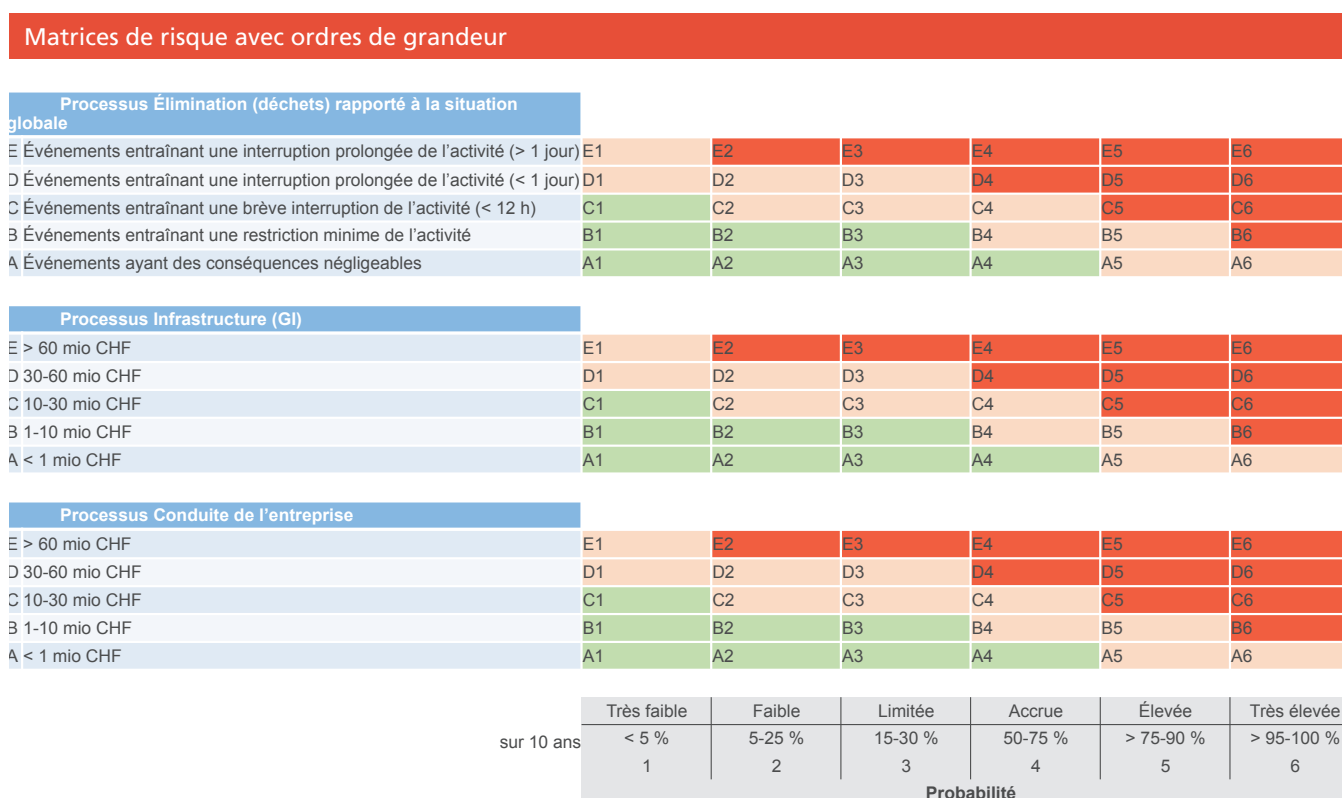 Matrices de risque avec ordres de grandeur
Processus Élimination (déchets) rapporté à la situation
globale
E Événements entraînant une interruption prolongée de l'activité (> 1 jour) E1 E2 E3 E4 E5 E6
D Événements entraînant une interruption prolongée de l'activité (< 1 jour) D1 D2 D3 D4 D5 D6
C Événements entraînant une brève interruption de l'activité (< 12 h) C1 C2 C3 C4 C5 C6
B Événements entraînant une restriction minime de l'activité B1 B2 B3 B4 B5 B6
A Événements ayant des conséquences négligeables A1 A2 A3 A4 A5 A6
Processus Infrastructure (GI)
E > 60 mio CHF E1 E2 E3 E4 E5 E6
D 30-60 mio CHF D1 D2 D3 D4 D5 D6
C 10-30 mio CHF C1 C2 C3 C4 C5 C6
B 1-10 mio CHF B1 B2 B3 B4 B5 B6
A < 1 mio CHF A1 A2 A3 A4 A5 A6
Processus Conduite de l'entreprise
E > 60 mio CHF E1 E2 E3 E4 E5 E6
D 30-60 mio CHF D1 D2 D3 D4 D5 D6
C 10-30 mio CHF C1 C2 C3 C4 C5 C6
B 1-10 mio CHF B1 B2 B3 B4 B5 B6
A < 1 mio CHF A1 A2 A3 A4 A5 A6
Très faible Faible Limitée Accrue Élevée Très élevée
sur 10 ans < 5 % 5-25 % 15-30 % 50-75 % > 75-90 % > 95-100 %
1 2 3 4 5 6
Probabilité